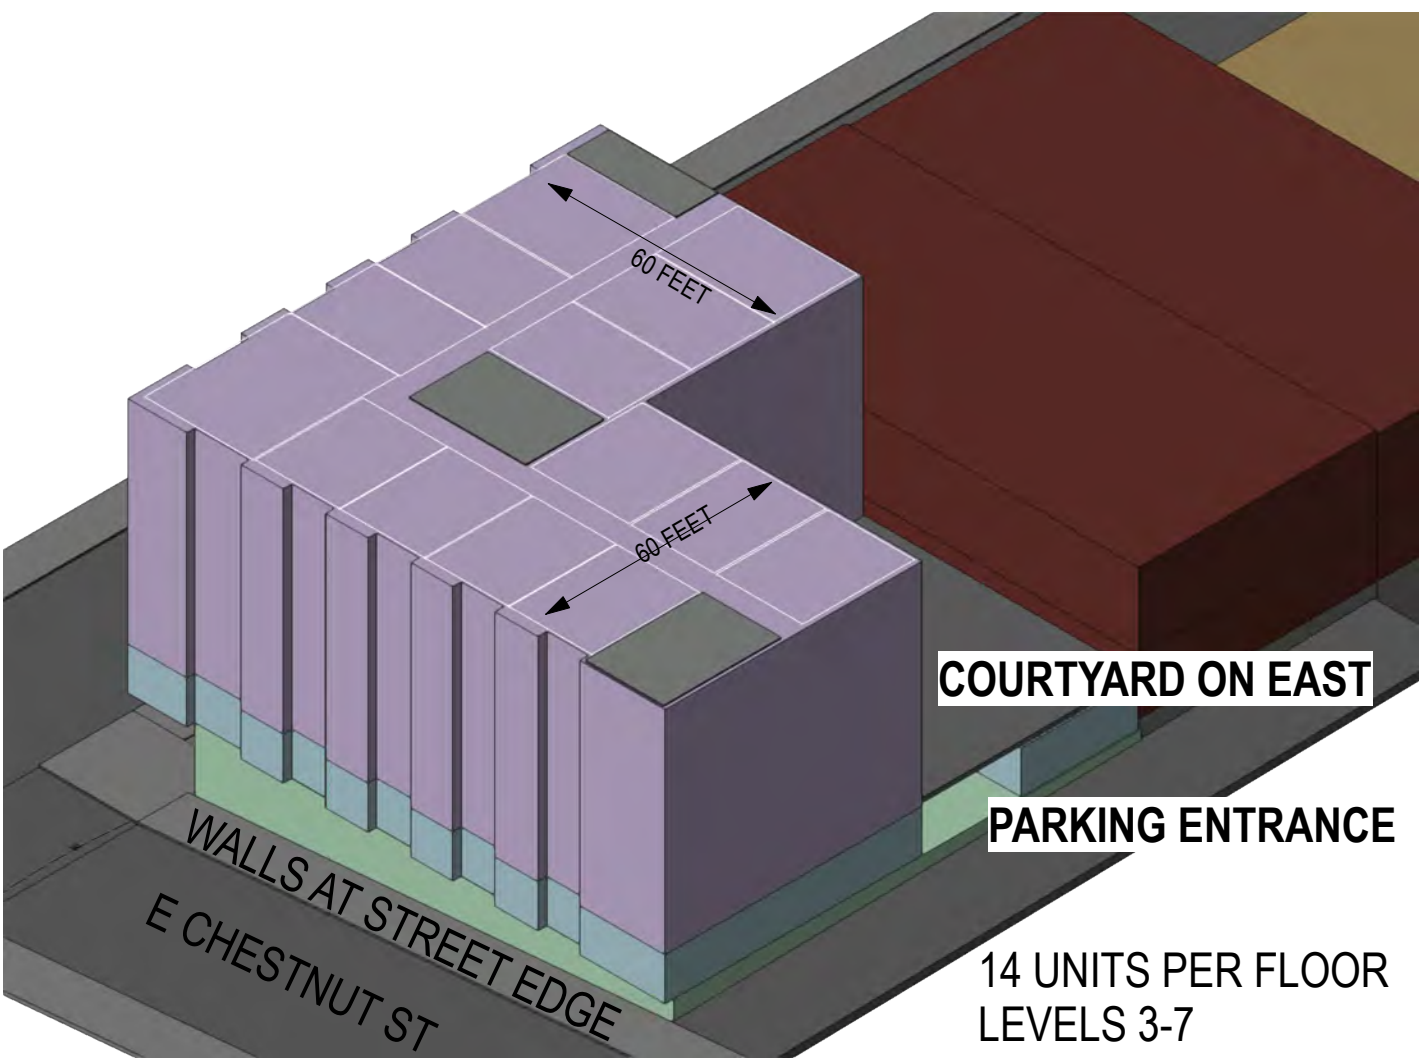 60 FEET
60 FEET
COURTYARD ON EAST
PARKING ENTRANCE
WALLS AT STREET EDGE
E CHESTNUT ST
14 UNITS PER FLOOR
LEVELS 3-7